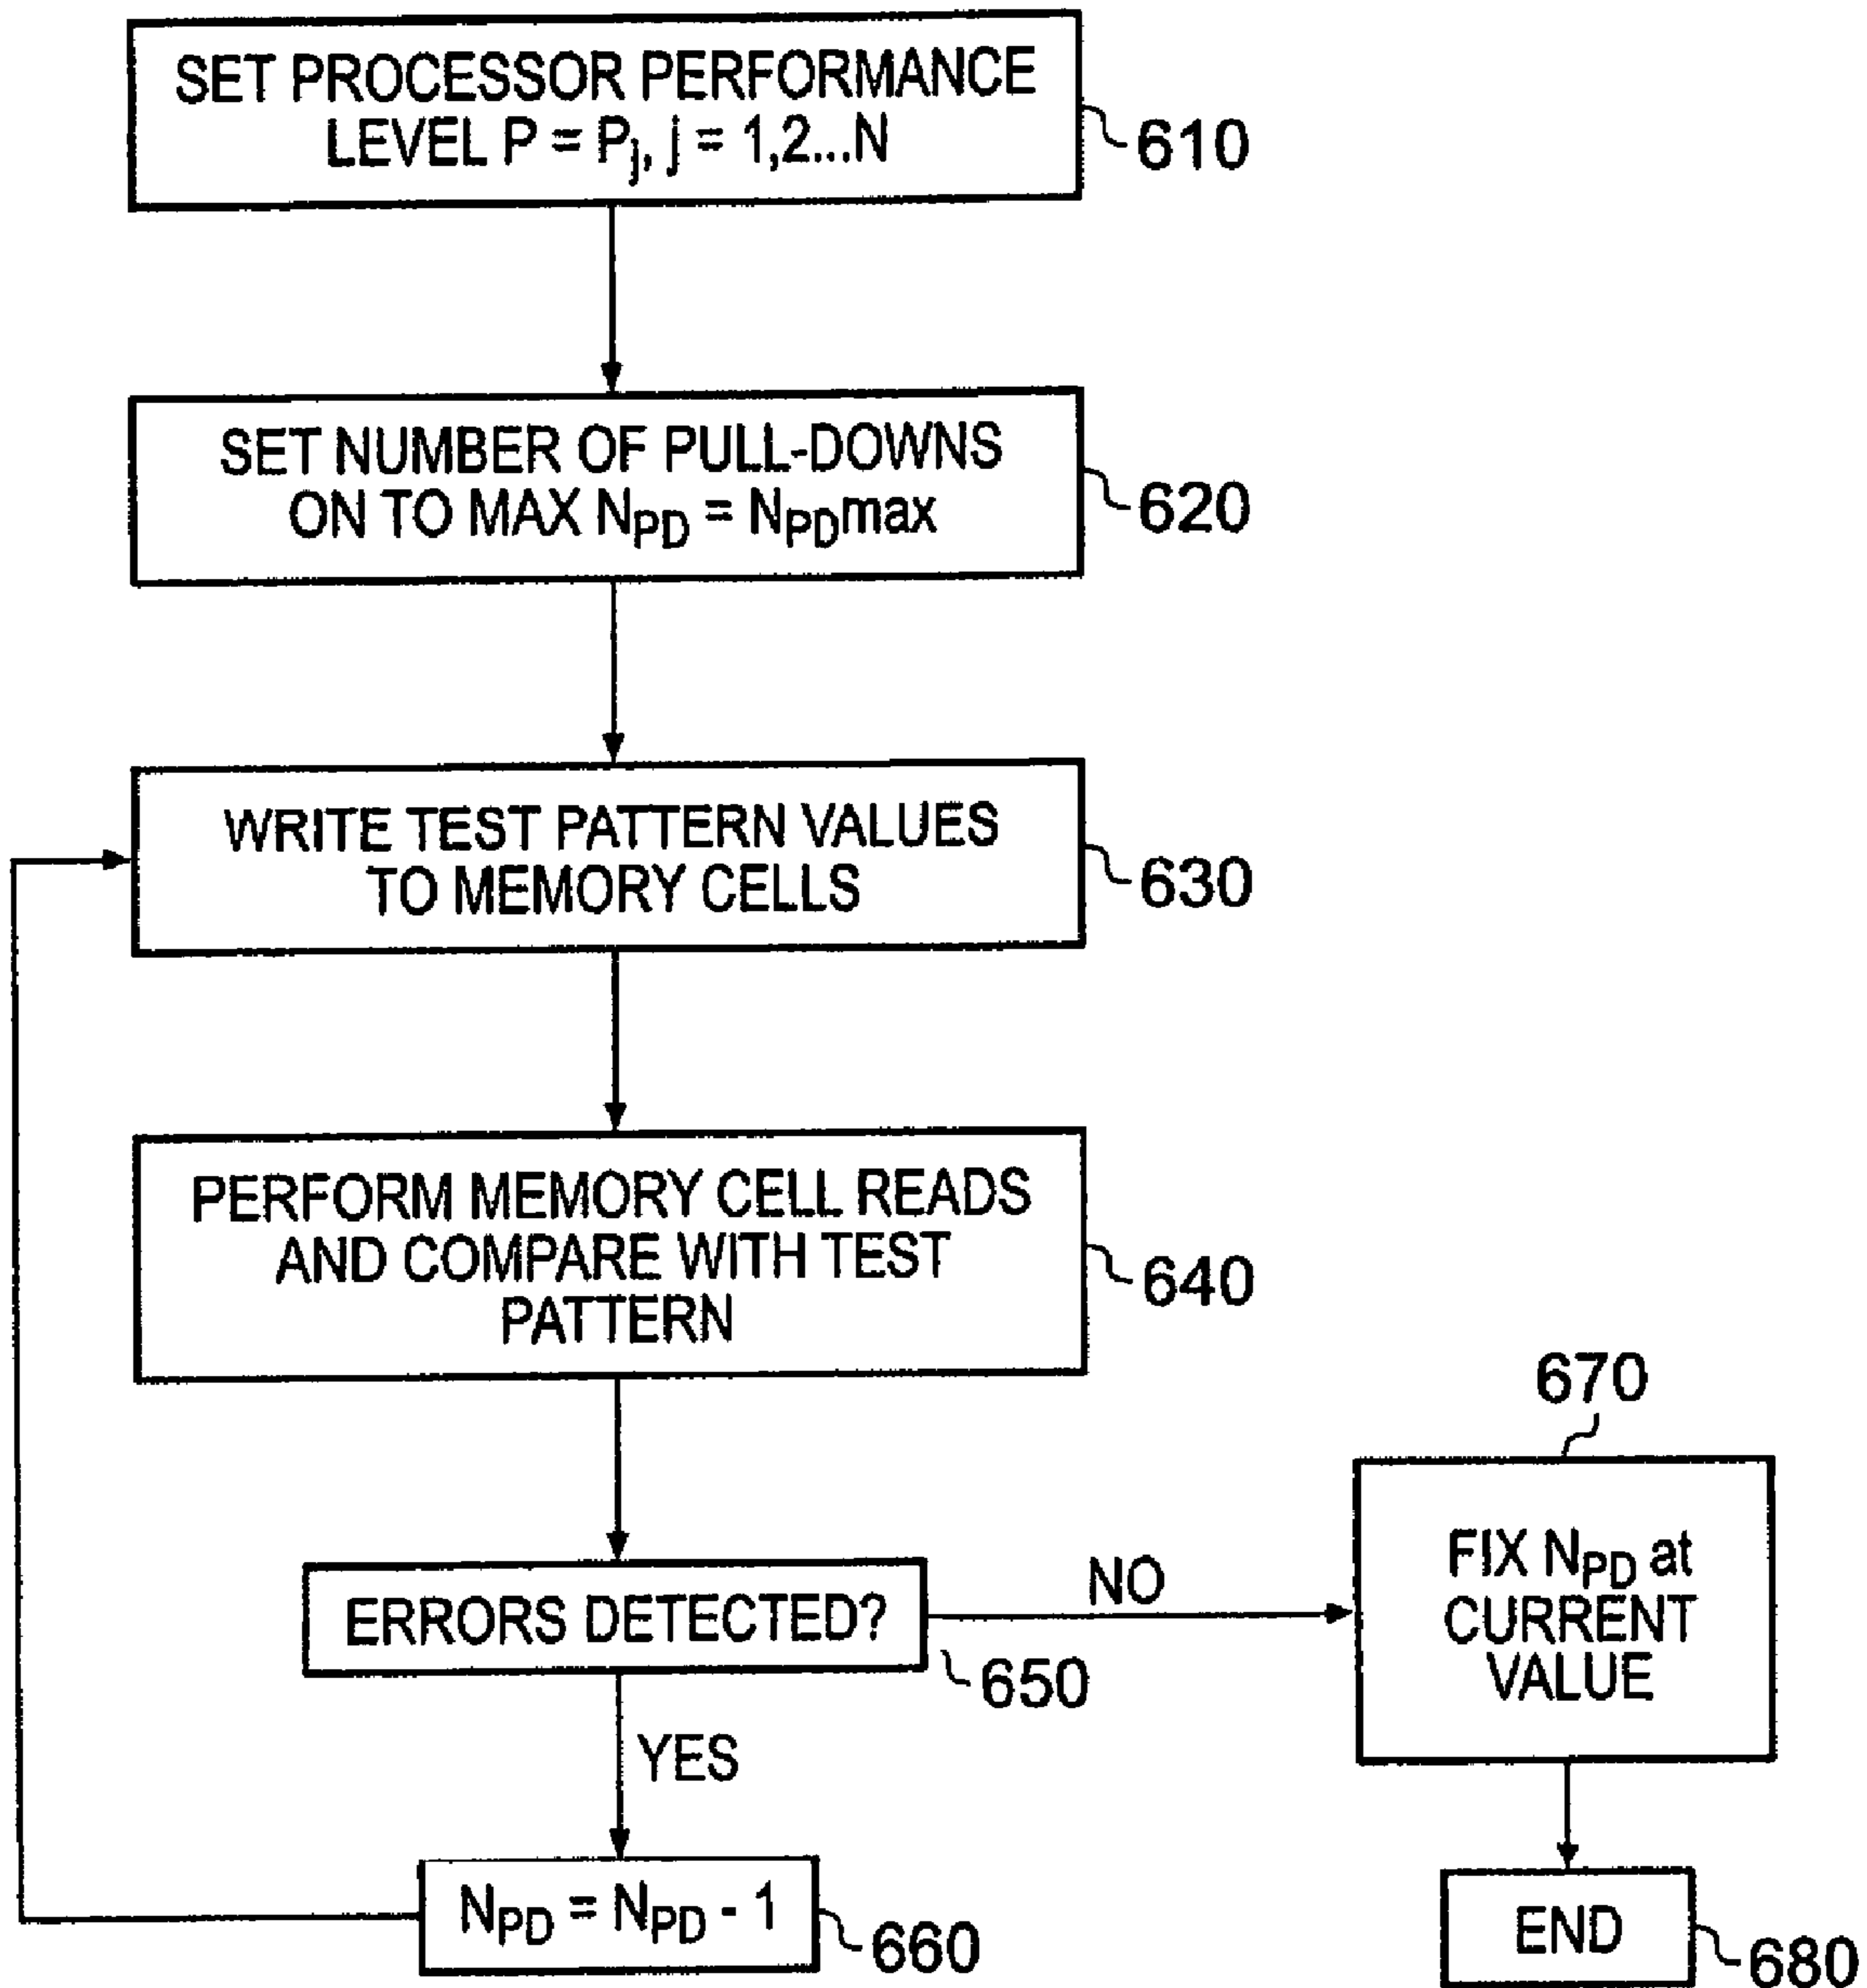 SET PROCESSOR PERFORMANCE
LEVEL P = Pj, j = 1,2...N
610
SET NUMBER OF PULL-DOWNS
ON TO MAX NPD = NPDmax
620
WRITE TEST PATTERN VALUES
TO MEMORY CELLS
630
PERFORM MEMORY CELL READS
AND COMPARE WITH TEST
PATTERN
640
ERRORS DETECTED?
650
NO
YES
670
FIX NPD at
CURRENT
VALUE
NPD = NPD - 1
660
END
680